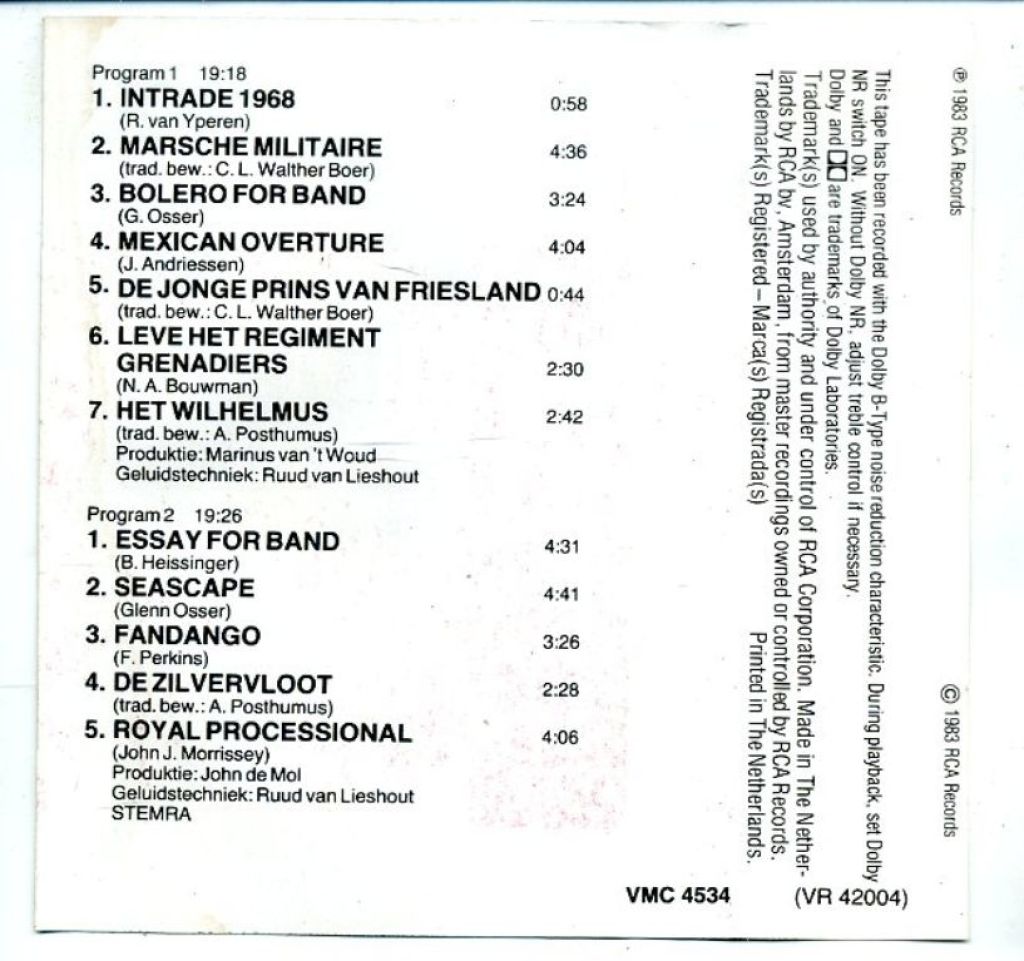 Program 1 19:18
1. INTRADE 1968 0:58
(R. van Yperen)
2. MARSCHE MILITAIRE 4:36
(trad. bew.: C. L. Walther Boer)
3. BOLERO FOR BAND 3:24
(G. Osser)
4. MEXICAN OVERTURE 4:04
(J. Andriessen)
5. DE JONGE PRINS VAN FRIESLAND 0:44
(trad. bew.: C. L. Walther Boer)
6. LEVE HET REGIMENT
GRENADIERS 2:30
(N. A. Bouwman)
7. HET WILHELMUS 2:42
(trad. bew.: A. Posthumus)
Produktie: Marinus van 't Woud
Geluidstechniek: Ruud van Lieshout
Program 2 19:26
1. ESSAY FOR BAND 4:31
(B. Heissinger)
2. SEASCAPE 4:41
(Glenn Osser)
3. FANDANGO 3:26
(F. Perkins)
4. DE ZILVERVLOOT 2:28
(trad. bew.: A. Posthumus)
5. ROYAL PROCESSIONAL 4:06
(John J. Morrissey)
Produktie: John de Mol
Geluidstechniek: Ruud van Lieshout
STEMRA
VMC 4534 (VR 42004)
℗ 1983 RCA Records © 1983 RCA Records
This tape has been recorded with the Dolby B-Type noise reduction characteristic. During playback, set Dolby
NR switch ON. Without Dolby NR, adjust treble control if necessary.
Dolby and are trademarks of Dolby Laboratories.
Trademark(s) used by authority and under control of RCA Corporation. Made in The Nether-
lands by RCA by, Amsterdam, from master recordings owned or controlled by RCA Records.
Trademark(s) Registered – Marca(s) Registrada(s) Printed in The Netherlands.